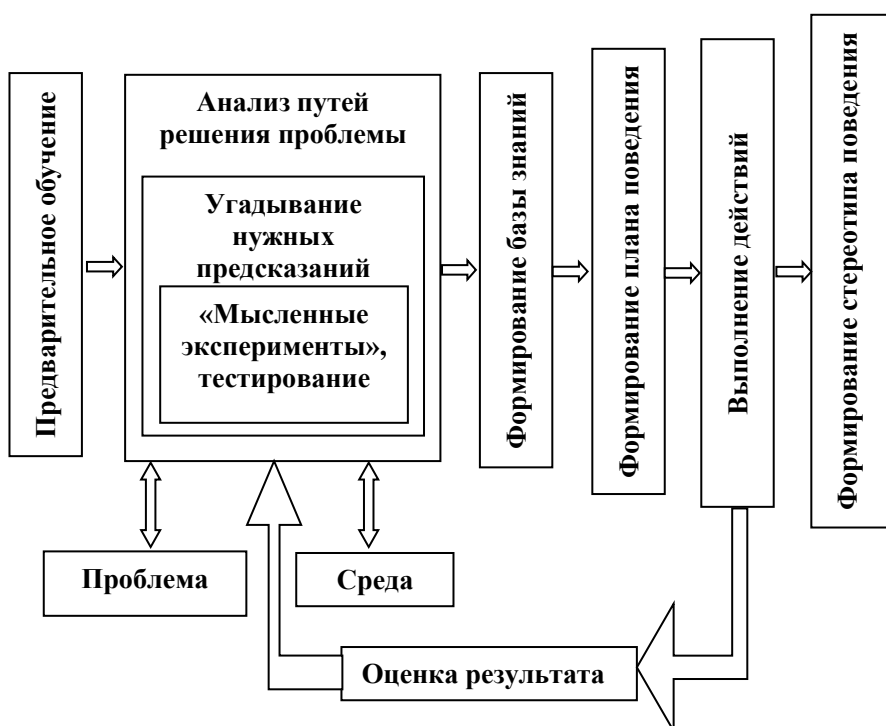 Предварительное обучение
Анализ путей
решения проблемы
Угадывание
нужных
предсказаний
«Мысленные
эксперименты»,
тестирование
Формирование базы знаний
Формирование плана поведения
Выполнение действий
Формирование стереотипа поведения
Проблема
Среда
Оценка результата